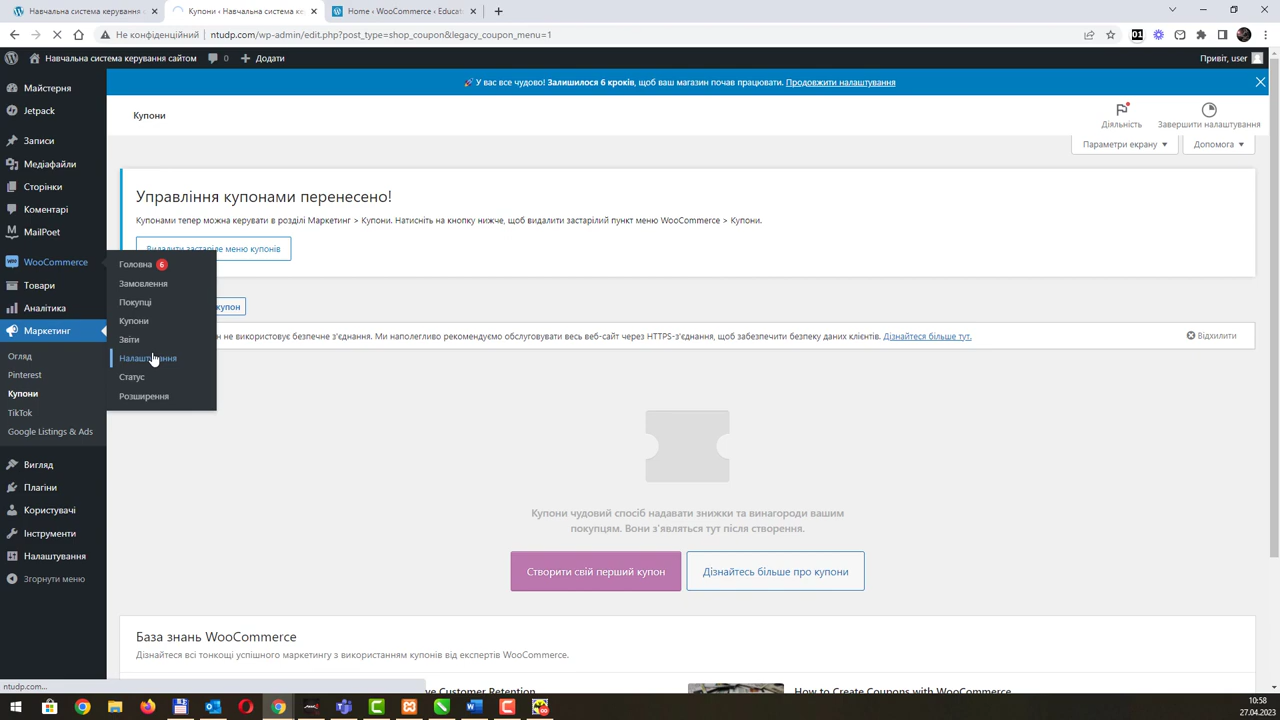 Навчальна система керування с
Купони ‹ Навчальна система ке
Home ‹ WooCommerce ‹ Educat
Не конфіденційний
ntudp.com/wp-admin/edit.php?post_type=shop_coupon&legacy_coupon_menu=1
Навчальна система керування сайтом
0
Додати
Привіт, user
Майстерня
Jetpack
Записи
Медіафайли
Сторінки
Коментарі
MailPoet
WooCommerce
Товари
Аналітика
Маркетинг
Огляд
Pinterest
Купони
TikTok
Google Listings & Ads
Вигляд
Плагіни
Користувачі
Інструменти
Налаштування
Згорнути меню
Головна 6
Замовлення
Покупці
Купони
Звіти
Налаштування
Статус
Розширення
У вас все чудово! Залишилося 6 кроків, щоб ваш магазин почав працювати. Продовжити налаштування
Купони
Діяльність
Завершити налаштування
Параметри екрану
Допомога
Управління купонами перенесено!
Купонами тепер можна керувати в розділі Маркетинг > Купони. Натисніть на кнопку нижче, щоб видалити застарілий пункт меню WooCommerce > Купони.
Видалити застаріле меню купонів
купон
н не використовує безпечне з'єднання. Ми наполегливо рекомендуємо обслуговувати весь веб-сайт через HTTPS-з'єднання, щоб забезпечити безпеку даних клієнтів. Дізнайтеся більше тут.
Відхилити
Купони чудовий спосіб надавати знижки та винагороди вашим
покупцям. Вони з'являться тут після створення.
Створити свій перший купон
Дізнайтесь більше про купони
База знань WooCommerce
Дізнайтеся всі тонкощі успішного маркетингу з використанням купонів від експертів WooCommerce.
ve Customer Retention
How to Create Coupons with WooCommerce
ntudp.com...
10:58
27.04.2023